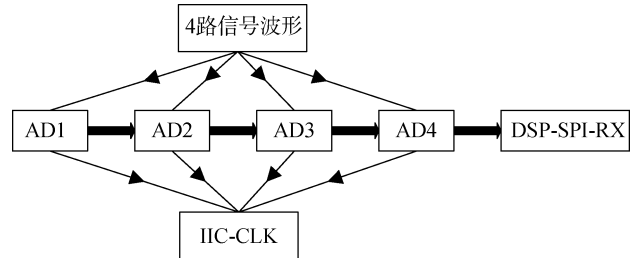 4路信号波形
AD1
AD2
AD3
AD4
DSP-SPI-RX
IIC-CLK